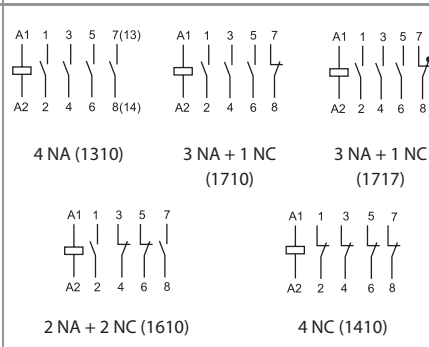 A1 1 3 5 7(13)
A2 2 4 6 8(14)
4 NA (1310)
A1 1 3 5 7
A2 2 4 6 8
3 NA + 1 NC
(1710)
A1 1 3 5 7
A2 2 4 6 8
3 NA + 1 NC
(1717)
A1 1 3 5 7
A2 2 4 6 8
2 NA + 2 NC (1610)
A1 1 3 5 7
A2 2 4 6 8
4 NC (1410)